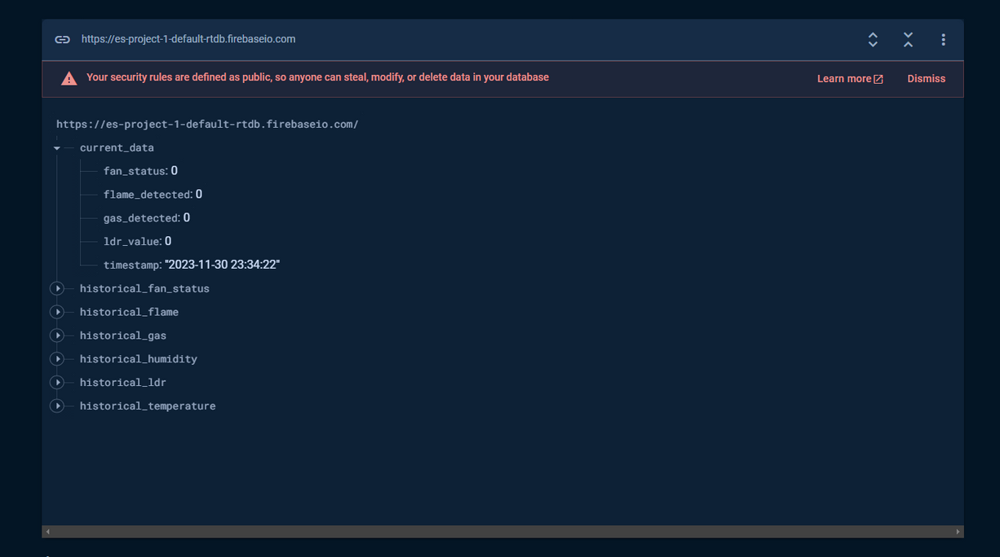 https://es-project-1-default-rtdb.firebaseio.com
Your security rules are defined as public, so anyone can steal, modify, or delete data in your database
Learn more
Dismiss
https://es-project-1-default-rtdb.firebaseio.com/
current_data
fan_status: 0
flame_detected: 0
gas_detected: 0
ldr_value: 0
timestamp: "2023-11-30 23:34:22"
historical_fan_status
historical_flame
historical_gas
historical_humidity
historical_ldr
historical_temperature